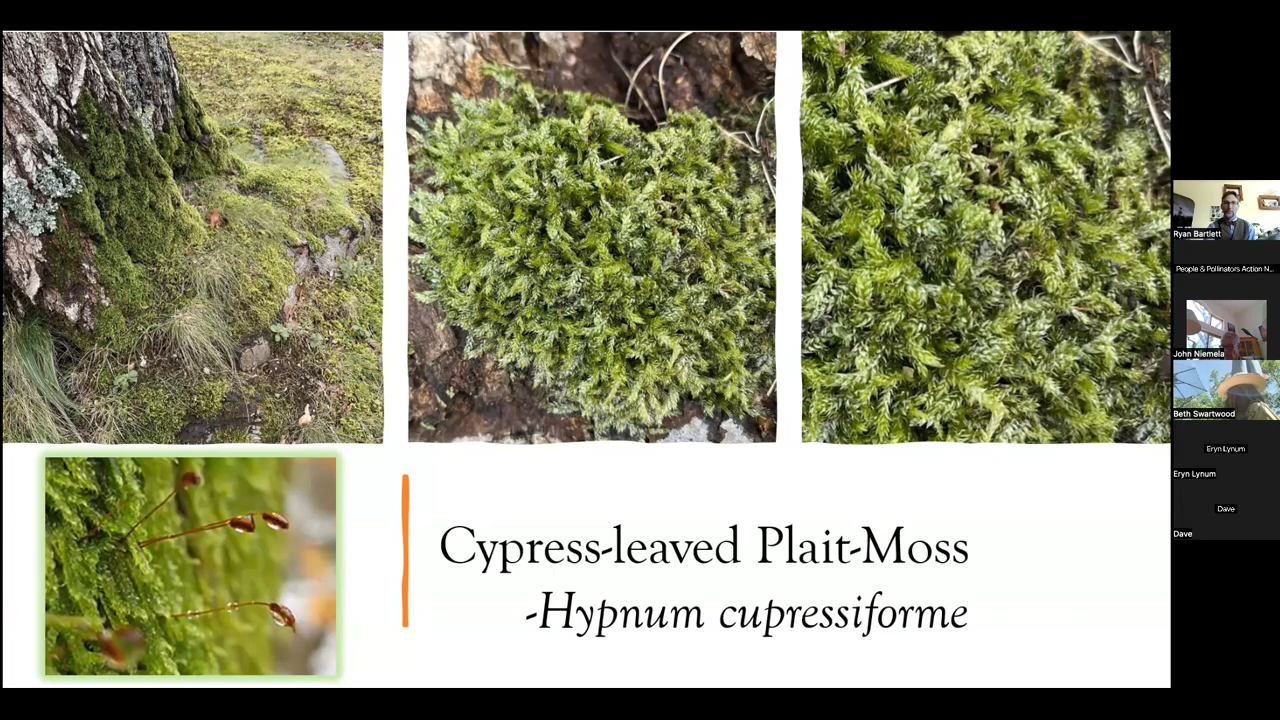 Cypress-leaved Plait-Moss
-Hypnum cupressiforme
Ryan Bartlett
People & Pollinators Action N...
John Niemela
Beth Swartwood
Eryn Lynum
Eryn Lynum
Dave
Dave